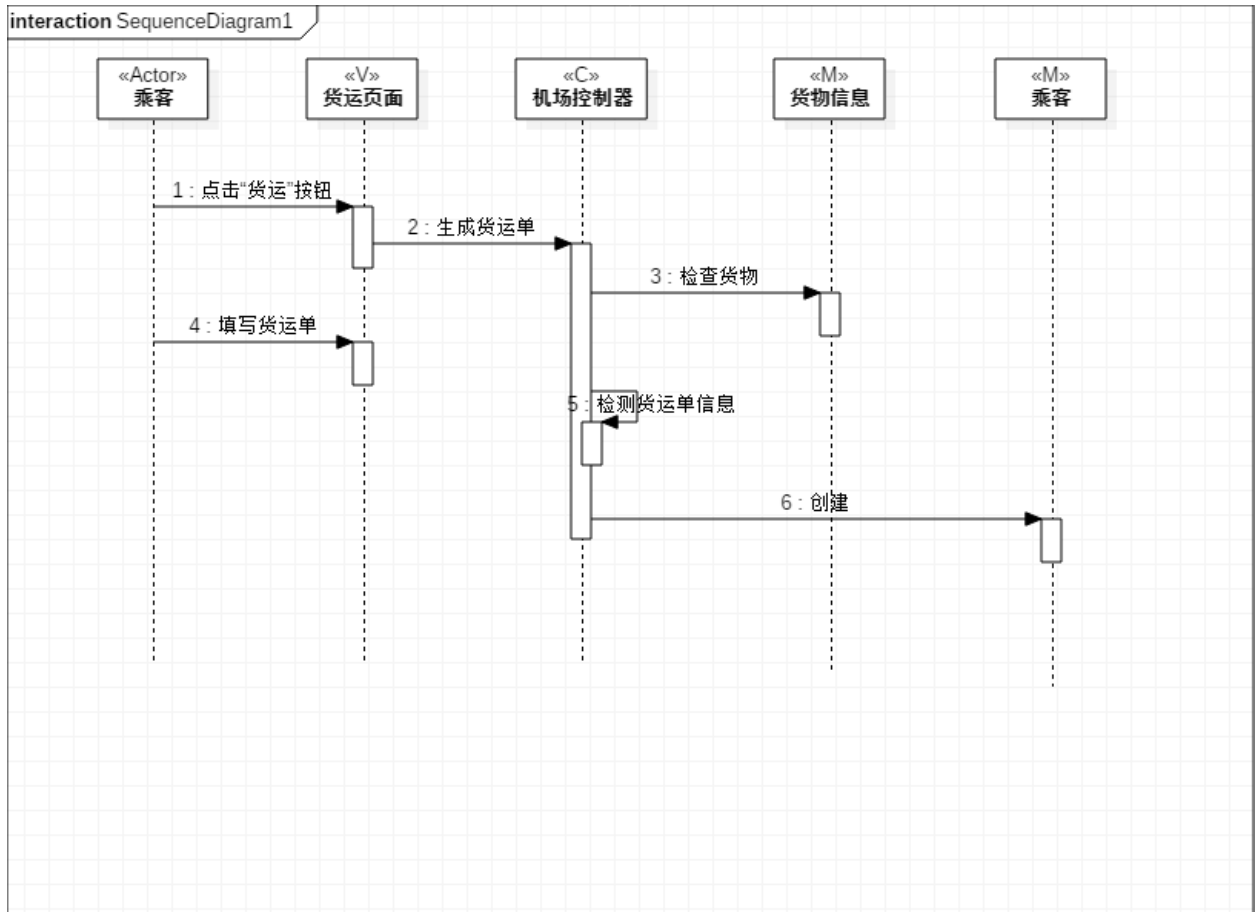 interaction SequenceDiagram1
«Actor»
乘客
«V»
货运页面
«C»
机场控制器
«M»
货物信息
«M»
乘客
1 : 点击“货运”按钮
2 : 生成货运单
3 : 检查货物
4 : 填写货运单
5 : 检测货运单信息
6 : 创建